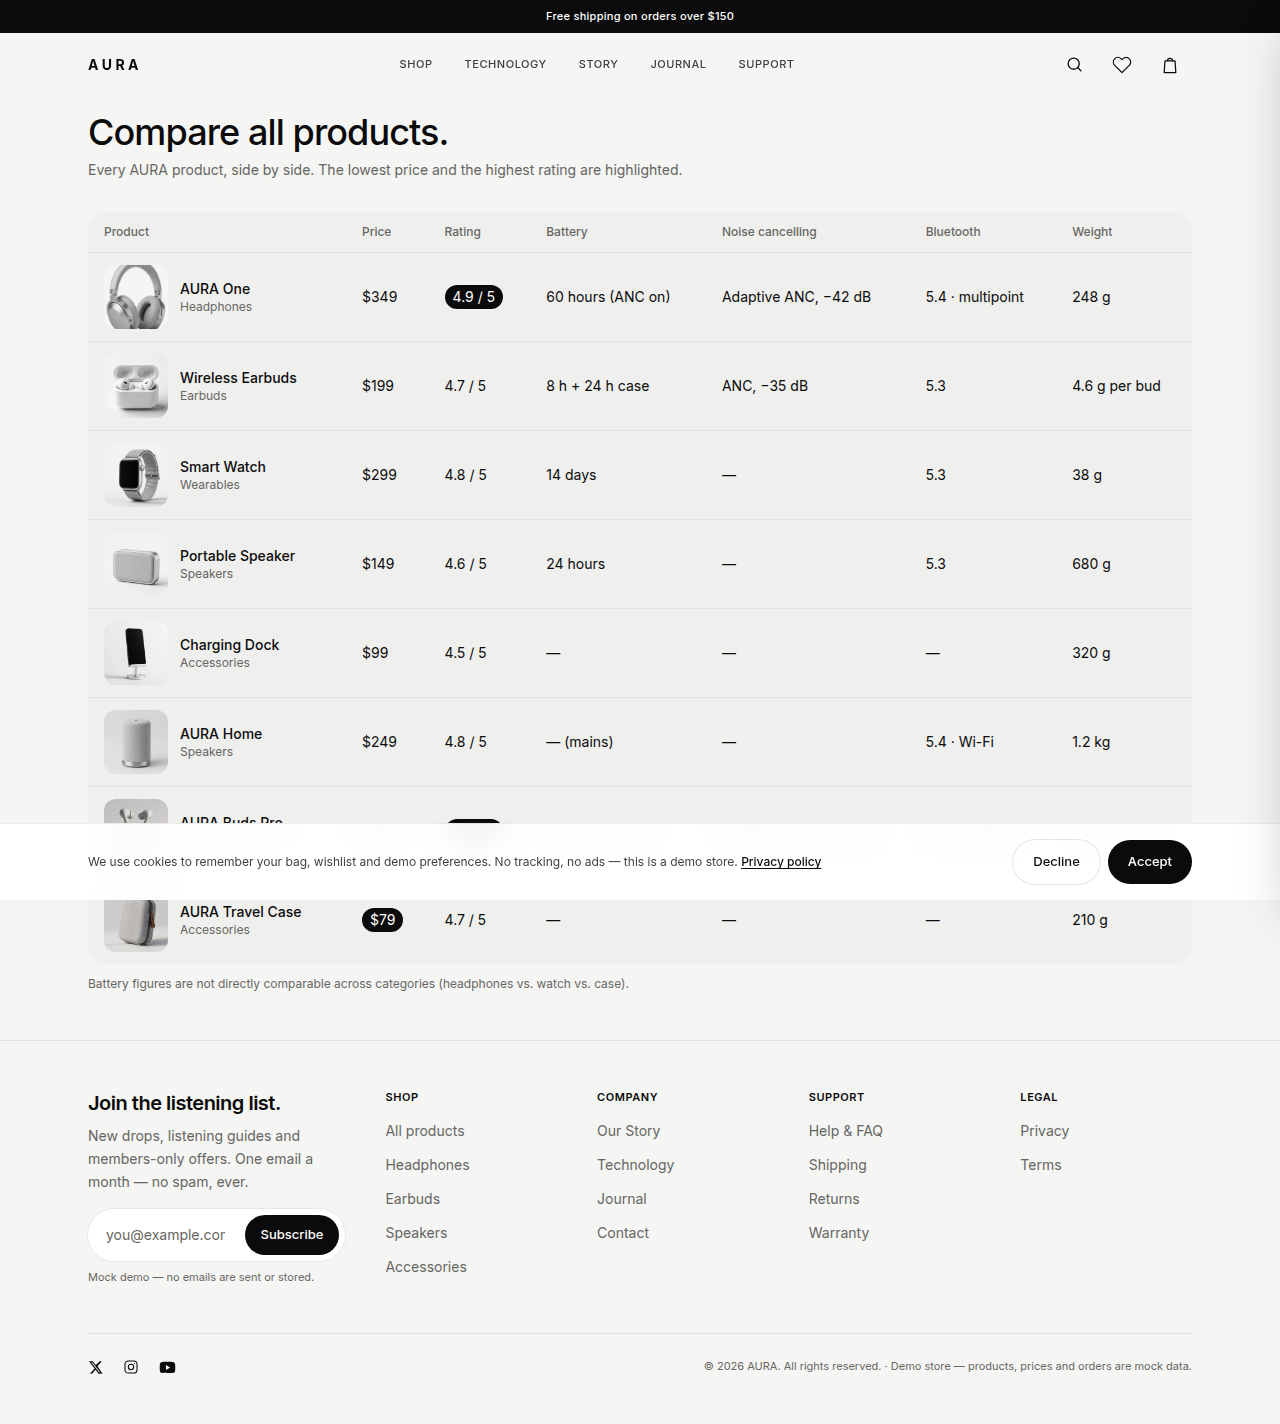 Free shipping on orders over $150
AURA
SHOP TECHNOLOGY STORY JOURNAL SUPPORT
Compare all products.
Every AURA product, side by side. The lowest price and the highest rating are highlighted.
Product Price Rating Battery Noise cancelling Bluetooth Weight
AURA One
Headphones
$349 4.9 / 5 60 hours (ANC on) Adaptive ANC, −42 dB 5.4 · multipoint 248 g
Wireless Earbuds
Earbuds
$199 4.7 / 5 8 h + 24 h case ANC, −35 dB 5.3 4.6 g per bud
Smart Watch
Wearables
$299 4.8 / 5 14 days — 5.3 38 g
Portable Speaker
Speakers
$149 4.6 / 5 24 hours — 5.3 680 g
Charging Dock
Accessories
$99 4.5 / 5 — — — 320 g
AURA Home
Speakers
$249 4.8 / 5 — (mains) — 5.4 · Wi-Fi 1.2 kg
AURA Buds Pro
We use cookies to remember your bag, wishlist and demo preferences. No tracking, no ads — this is a demo store. Privacy policy
Decline Accept
AURA Travel Case
Accessories
$79 4.7 / 5 — — — 210 g
Battery figures are not directly comparable across categories (headphones vs. watch vs. case).
Join the listening list.
New drops, listening guides and
members-only offers. One email a
month — no spam, ever.
you@example.cor
Subscribe
Mock demo — no emails are sent or stored.
SHOP
All products
Headphones
Earbuds
Speakers
Accessories
COMPANY
Our Story
Technology
Journal
Contact
SUPPORT
Help & FAQ
Shipping
Returns
Warranty
LEGAL
Privacy
Terms
© 2026 AURA. All rights reserved. · Demo store — products, prices and orders are mock data.